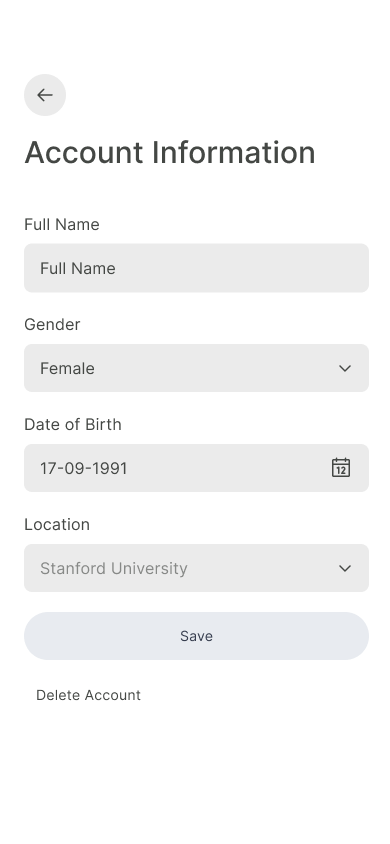 Account Information
Full Name
Full Name
Gender
Female
Date of Birth
17-09-1991
12
Location
Stanford University
Save
Delete Account